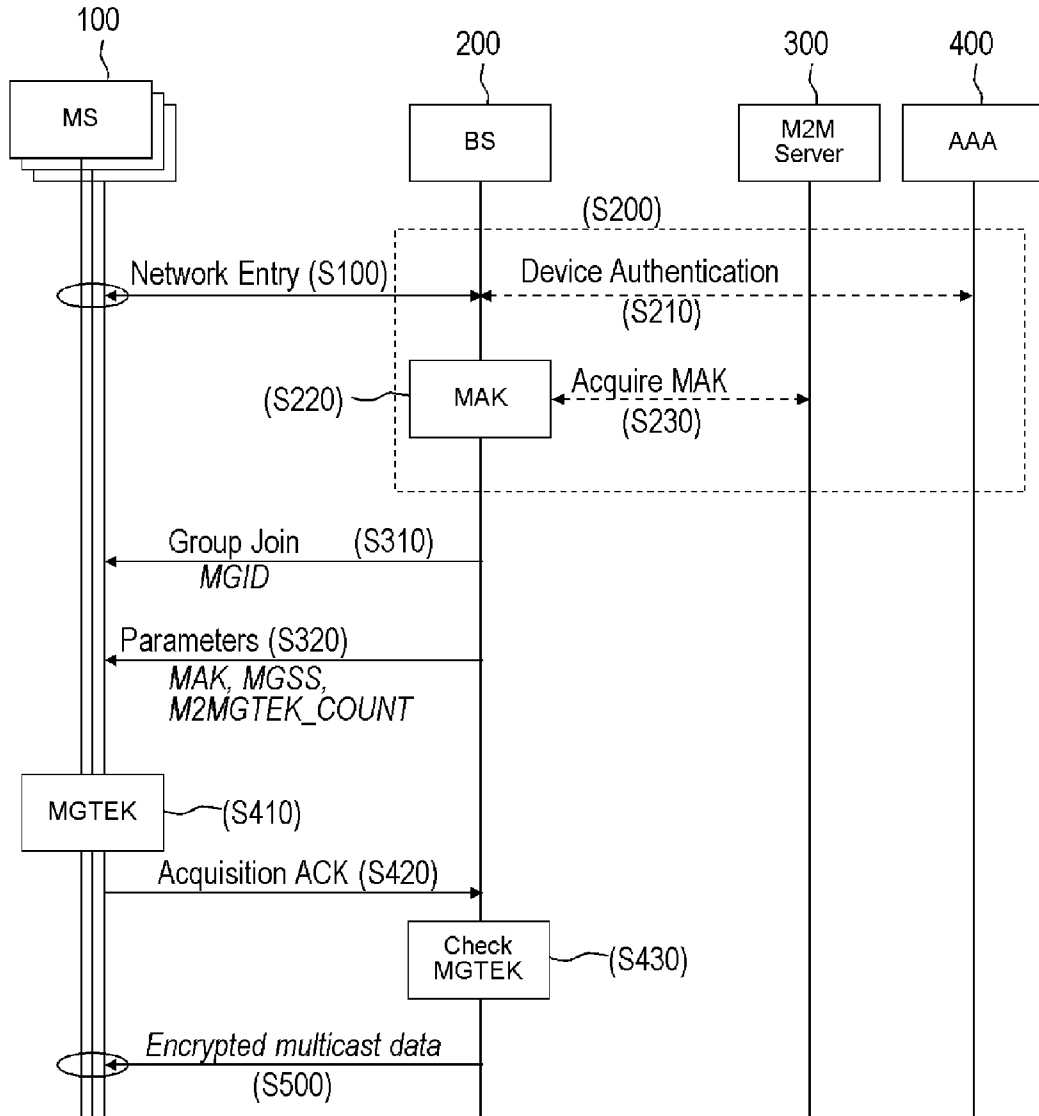 100
200
300
400
MS
BS
M2M
Server
AAA
(S200)
Network Entry (S100)
Device Authentication
(S210)
(S220)
MAK
Acquire MAK
(S230)
Group Join (S310)
MGID
Parameters (S320)
MAK, MGSS,
M2MGTEK_COUNT
MGTEK
(S410)
Acquisition ACK (S420)
Check
MGTEK
(S430)
Encrypted multicast data
(S500)